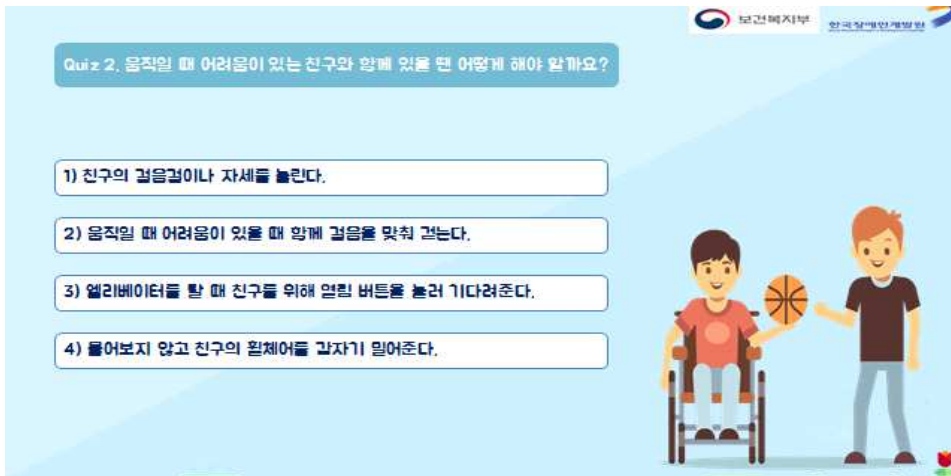 보건복지부
한국장애인개발원
Quiz 2. 움직일 때 어려움이 있는 친구와 함께 있을 땐 어떻게 해야 할까요?
1) 친구의 걸음걸이나 자세를 놀린다.
2) 움직일 때 어려움이 있을 때 함께 걸음을 맞춰 걷는다.
3) 엘리베이터를 탈 때 친구를 위해 열림 버튼을 눌러 기다려준다.
4) 물어보지 않고 친구의 휠체어를 갑자기 밀어준다.